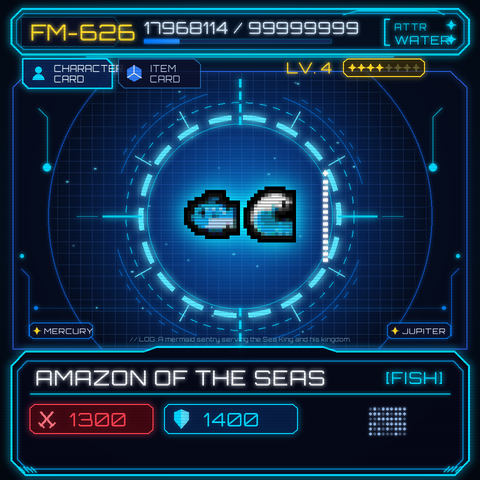 FM-626
17968114 / 99999999
ATTR
WATER
CHARACTER
CARD
ITEM
CARD
LV. 4
MERCURY
JUPITER
// LOG: A mermaid sentry serving the Sea King and his kingdom.
AMAZON OF THE SEAS
[FISH]
1300
1400